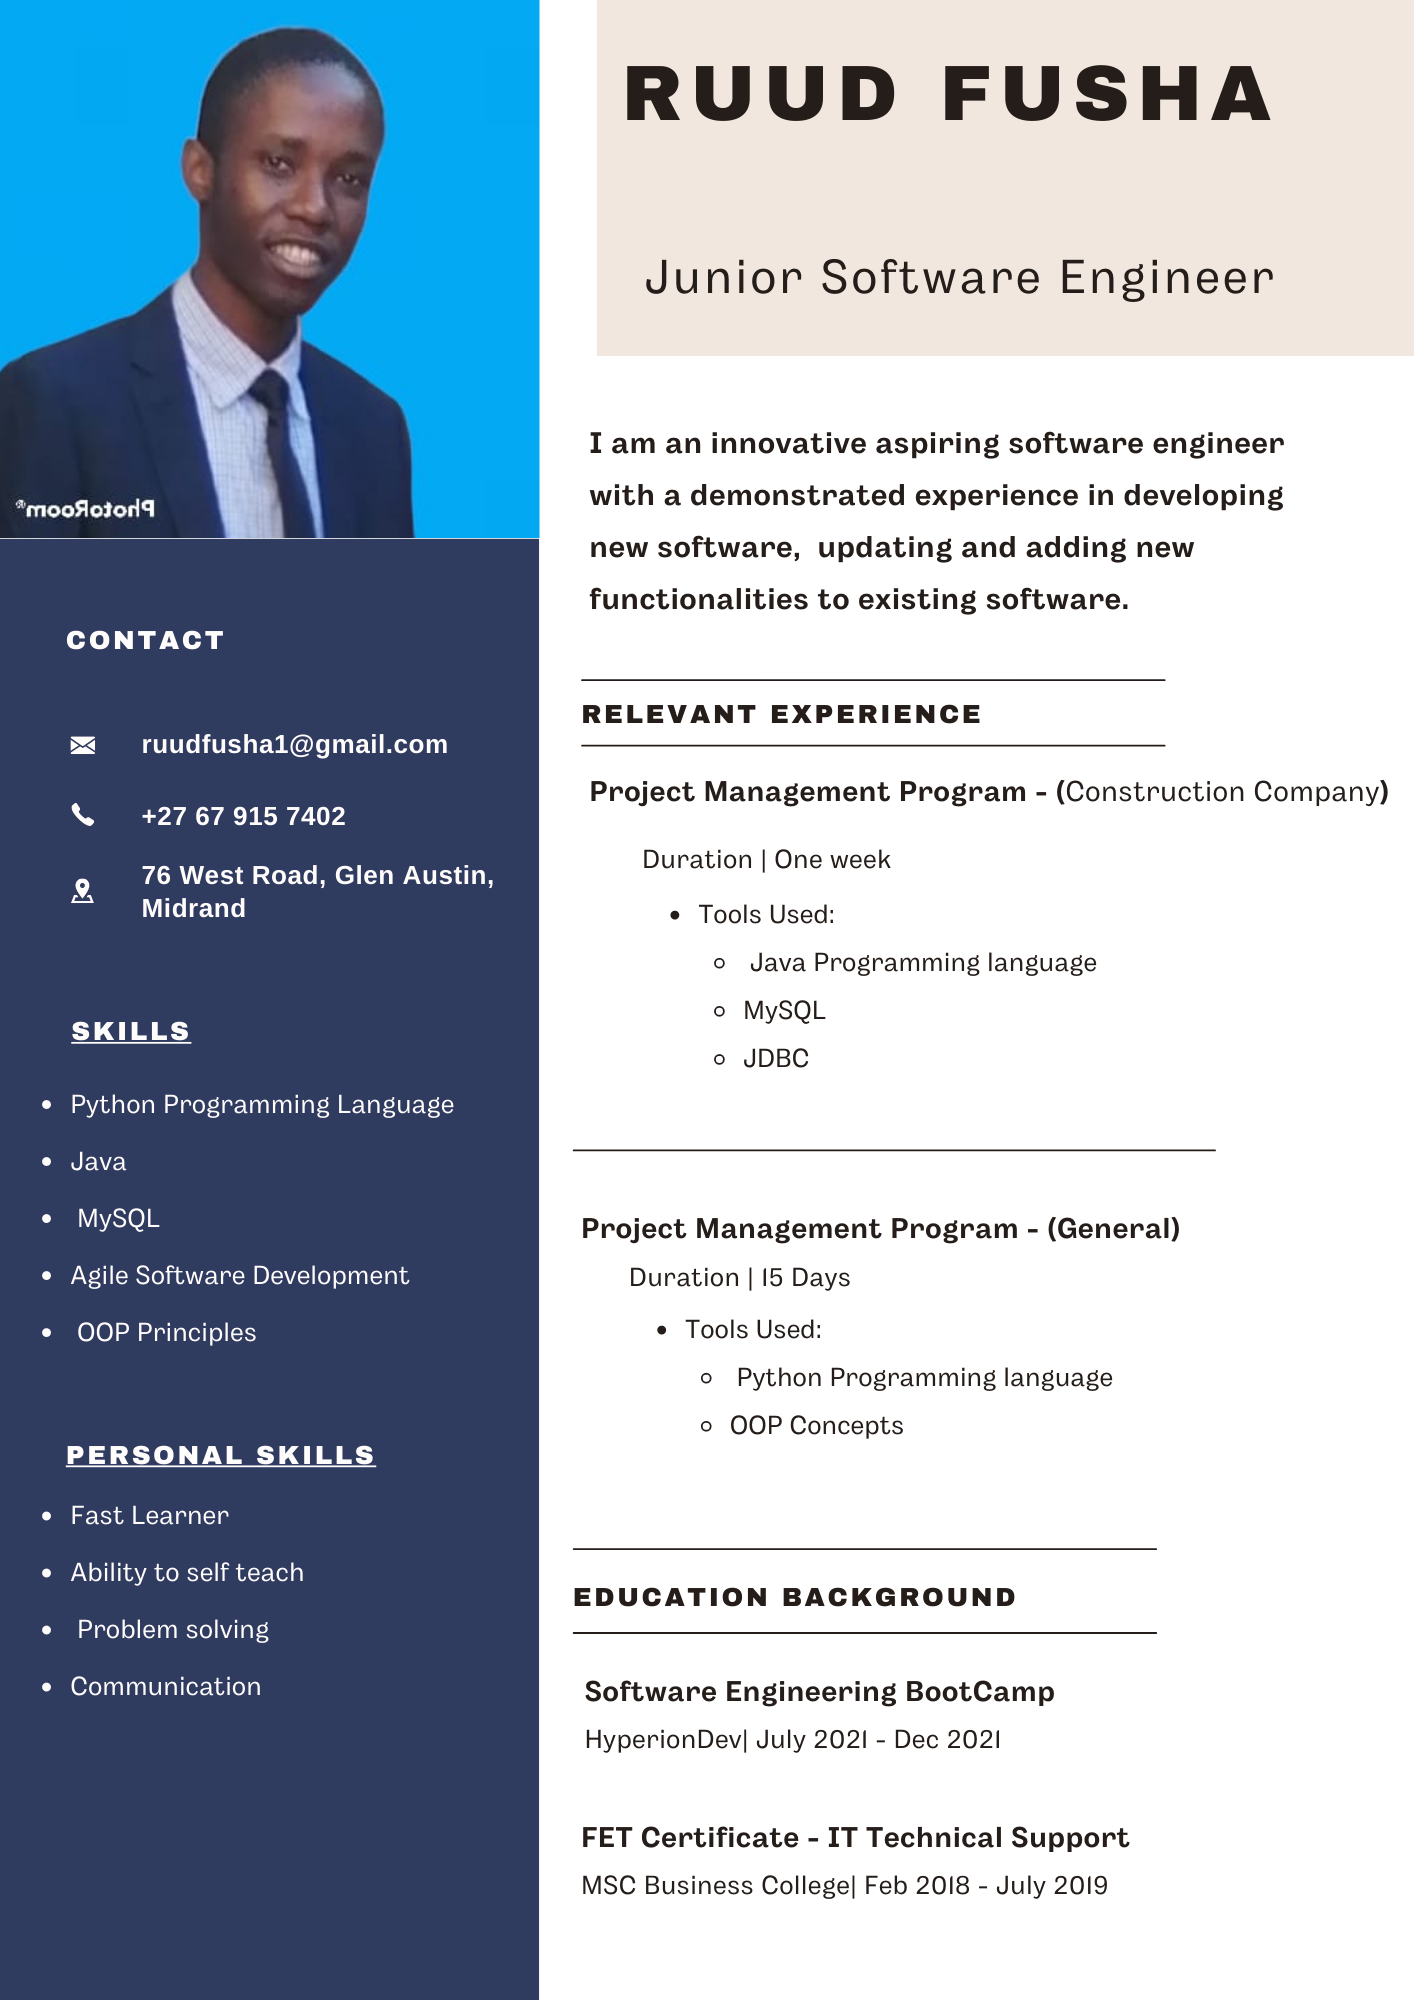 RUUD FUSHA
Junior Software Engineer
PhotoRoom®
I am an innovative aspiring software engineer
with a demonstrated experience in developing
new software,  updating and adding new
functionalities to existing software.
CONTACT
ruudfusha1@gmail.com
+27 67 915 7402
76 West Road, Glen Austin,
Midrand
SKILLS
• Python Programming Language
• Java
• MySQL
• Agile Software Development
• OOP Principles
PERSONAL SKILLS
• Fast Learner
• Ability to self teach
• Problem solving
• Communication
RELEVANT EXPERIENCE
Project Management Program - (Construction Company)
Duration | One week
• Tools Used:
◦ Java Programming language
◦ MySQL
◦ JDBC
Project Management Program - (General)
Duration | 15 Days
• Tools Used:
◦ Python Programming language
◦ OOP Concepts
EDUCATION BACKGROUND
Software Engineering BootCamp
HyperionDev| July 2021 - Dec 2021
FET Certificate - IT Technical Support
MSC Business College| Feb 2018 - July 2019